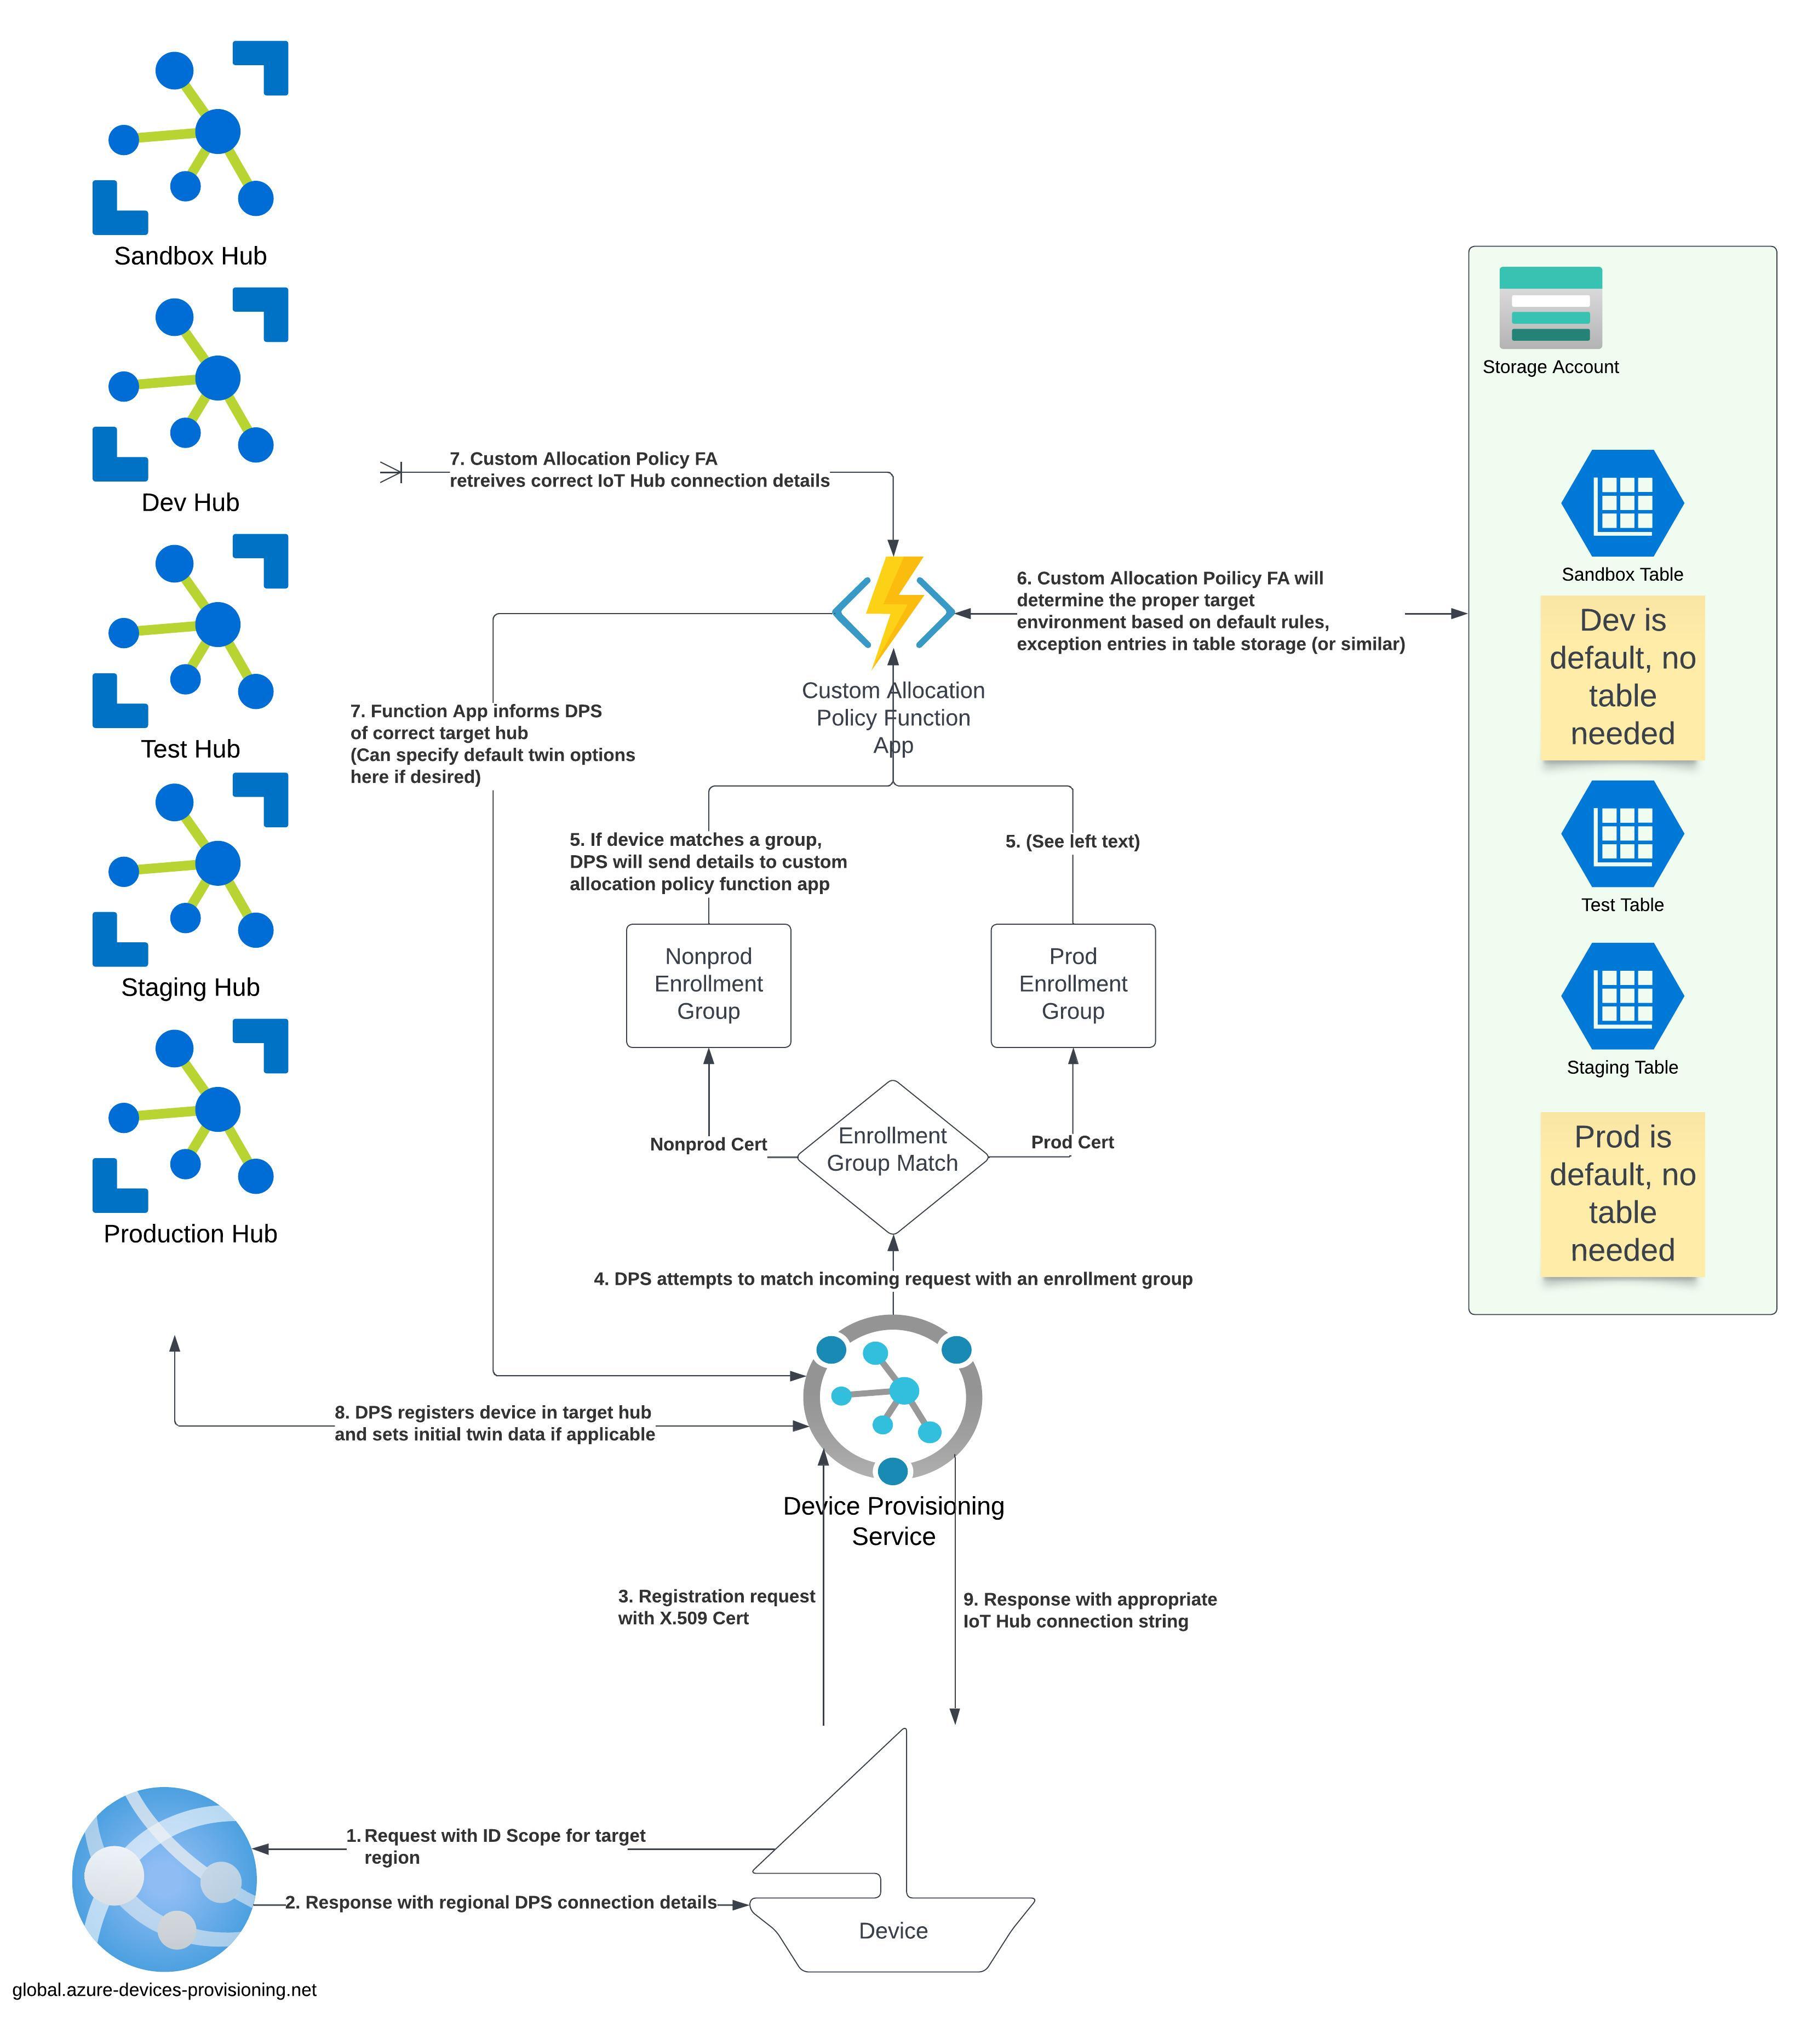 Sandbox Hub
Dev Hub
Test Hub
Staging Hub
Production Hub
7. Custom Allocation Policy FA
retreives correct IoT Hub connection details
6. Custom Allocation Poilicy FA will
determine the proper target
environment based on default rules,
exception entries in table storage (or similar)
Custom Allocation
Policy Function
App
7. Function App informs DPS
of correct target hub
(Can specify default twin options
here if desired)
5. If device matches a group,
DPS will send details to custom
allocation policy function app
5. (See left text)
Nonprod
Enrollment
Group
Prod
Enrollment
Group
Nonprod Cert
Enrollment
Group Match
Prod Cert
4. DPS attempts to match incoming request with an enrollment group
8. DPS registers device in target hub
and sets initial twin data if applicable
Device Provisioning
Service
3. Registration request
with X.509 Cert
9. Response with appropriate
IoT Hub connection string
1. Request with ID Scope for target
region
2. Response with regional DPS connection details
Device
global.azure-devices-provisioning.net
Storage Account
Sandbox Table
Dev is
default, no
table
needed
Test Table
Staging Table
Prod is
default, no
table
needed